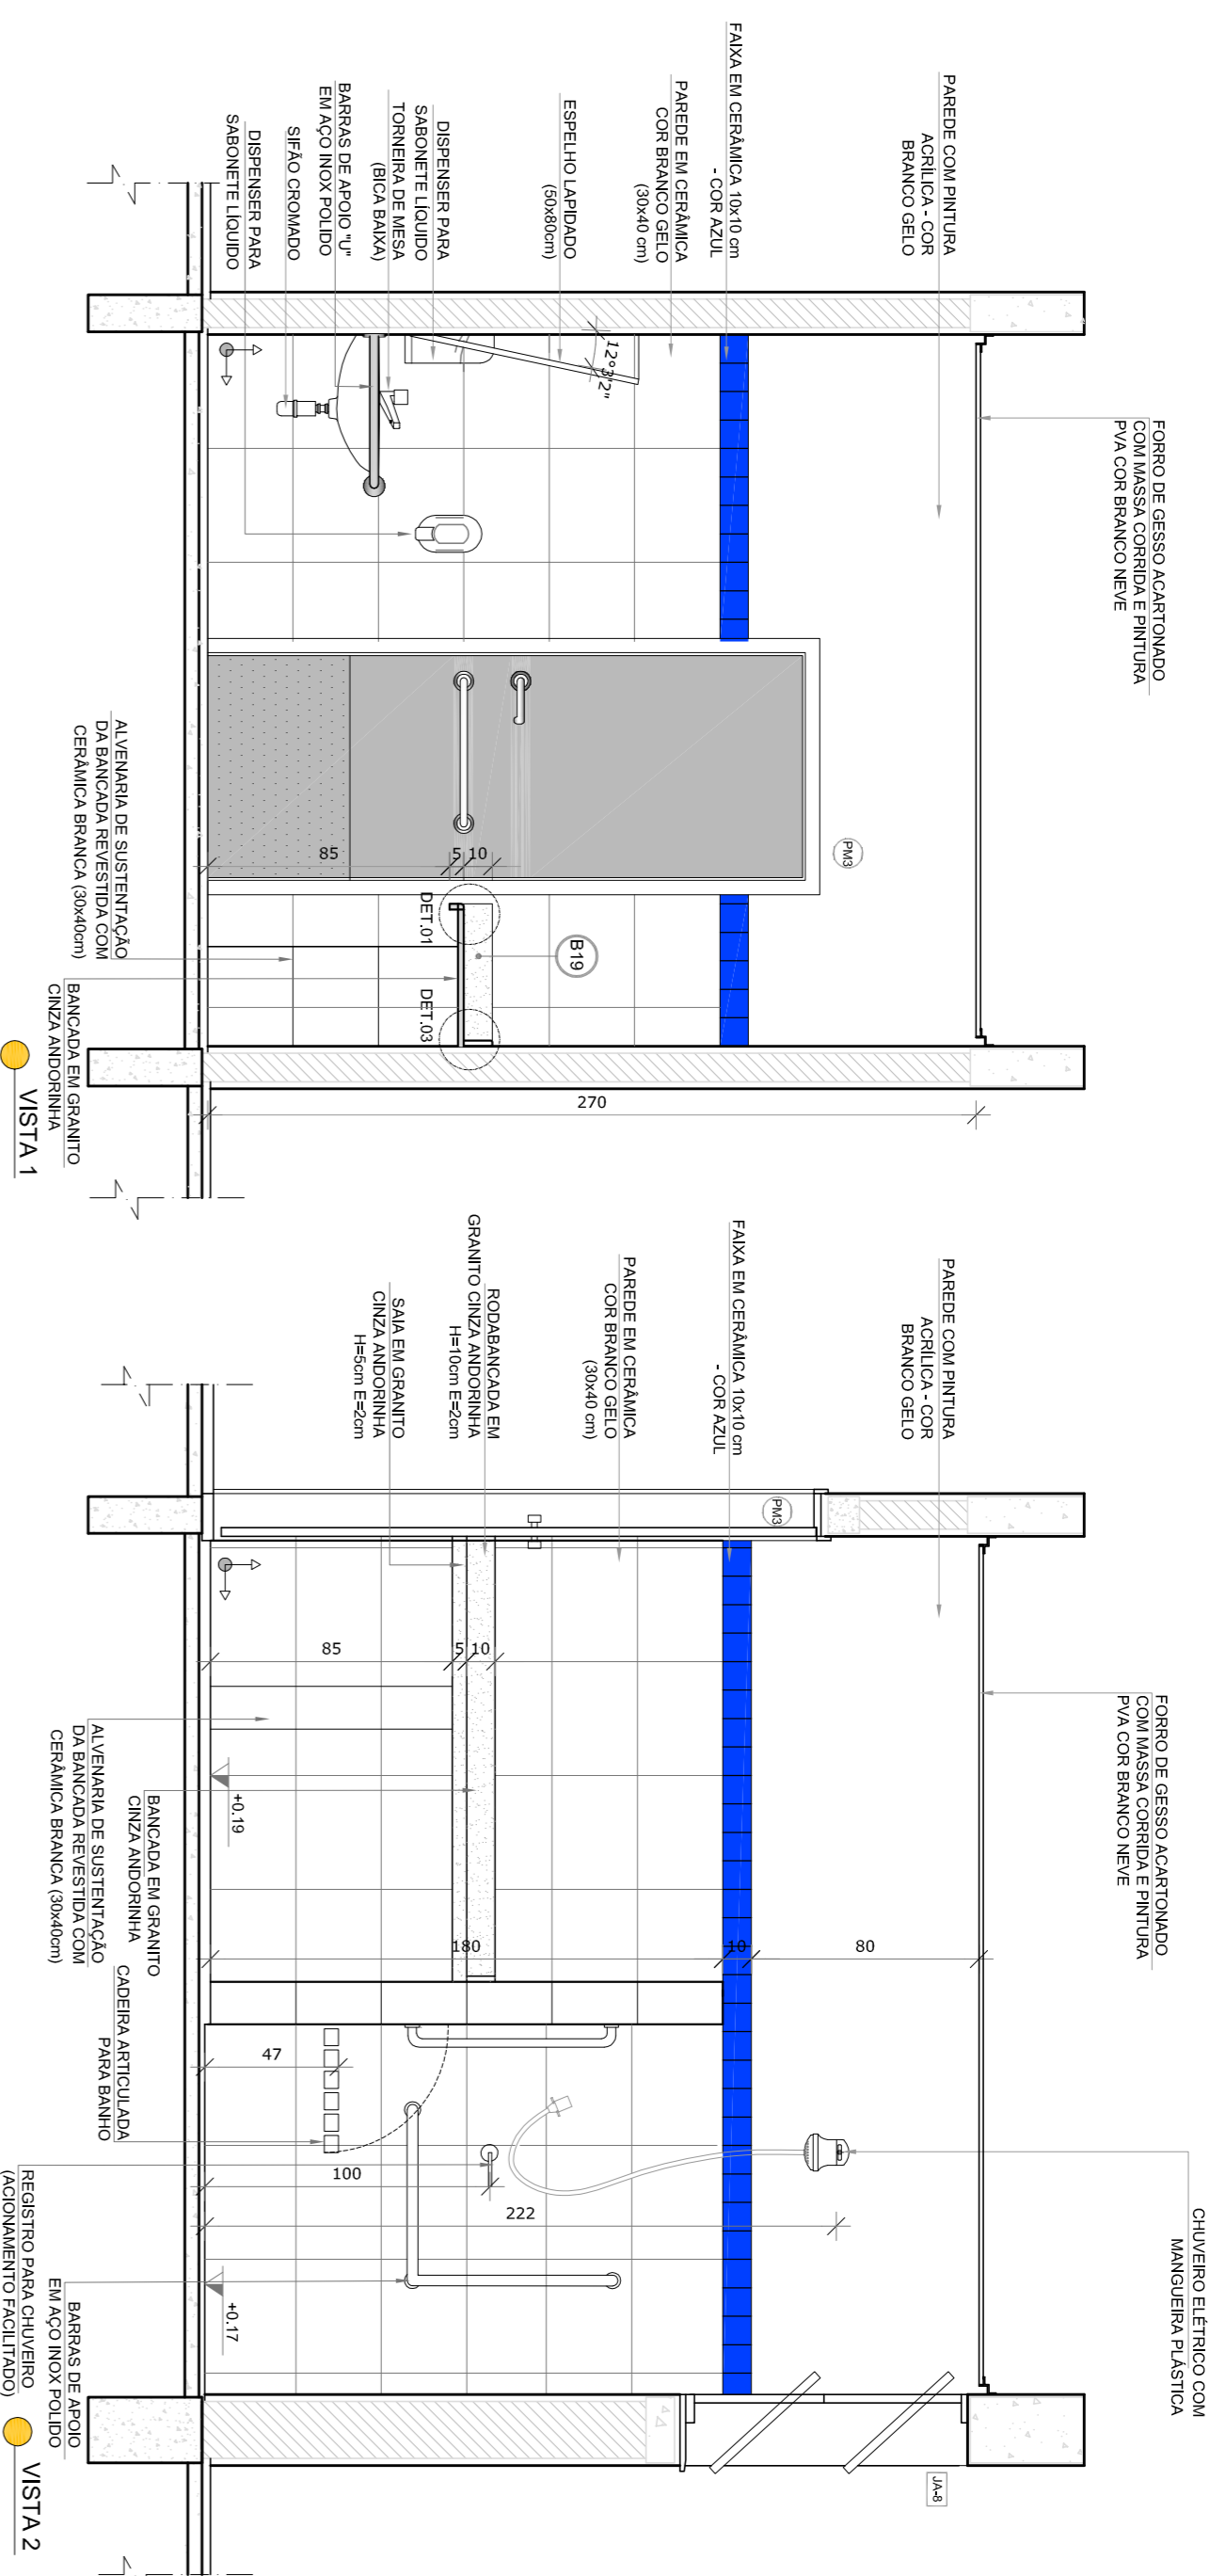 FORRO DE GESSO ACARTONADO
COM MASSA CORRIDA E PINTURA
PVA COR BRANCO NEVE
PAREDE COM PINTURA
ACRÍLICA - COR
BRANCO GELO
FAIXA EM CERÂMICA 10x10 cm
- COR AZUL
PAREDE EM CERÂMICA
COR BRANCO GELO
(30x40 cm)
ESPELHO LAPIDADO
(50x80cm)
DISPENSER PARA
SABONETE LÍQUIDO
TORNEIRA DE MESA
(BICA BAIXA)
BARRAS DE APOIO "U"
EM AÇO INOX POLIDO
SIFÃO CROMADO
DISPENSER PARA
SABONETE LÍQUIDO
12°3'2"
PM3
85
5
10
DET.01
B19
DET.03
270
ALVENARIA DE SUSTENTAÇÃO
DA BANCADA REVESTIDA COM
CERÂMICA BRANCA (30x40cm)
BANCADA EM GRANITO
CINZA ANDORINHA
VISTA 1
FORRO DE GESSO ACARTONADO
COM MASSA CORRIDA E PINTURA
PVA COR BRANCO NEVE
CHUVEIRO ELÉTRICO COM
MANGUEIRA PLÁSTICA
PAREDE COM PINTURA
ACRÍLICA - COR
BRANCO GELO
FAIXA EM CERÂMICA 10x10 cm
- COR AZUL
PAREDE EM CERÂMICA
COR BRANCO GELO
(30x40 cm)
RODABANCADA EM
GRANITO CINZA ANDORINHA
H=10cm E=2cm
SAIA EM GRANITO
CINZA ANDORINHA
H=5cm E=2cm
PM3
JA-8
85
5
10
180
10
80
47
100
222
+0.19
+0.17
ALVENARIA DE SUSTENTAÇÃO
DA BANCADA REVESTIDA COM
CERÂMICA BRANCA (30x40cm)
BANCADA EM GRANITO
CINZA ANDORINHA
CADEIRA ARTICULADA
PARA BANHO
REGISTRO PARA CHUVEIRO
(ACIONAMENTO FACILITADO)
BARRAS DE APOIO
EM AÇO INOX POLIDO
VISTA 2